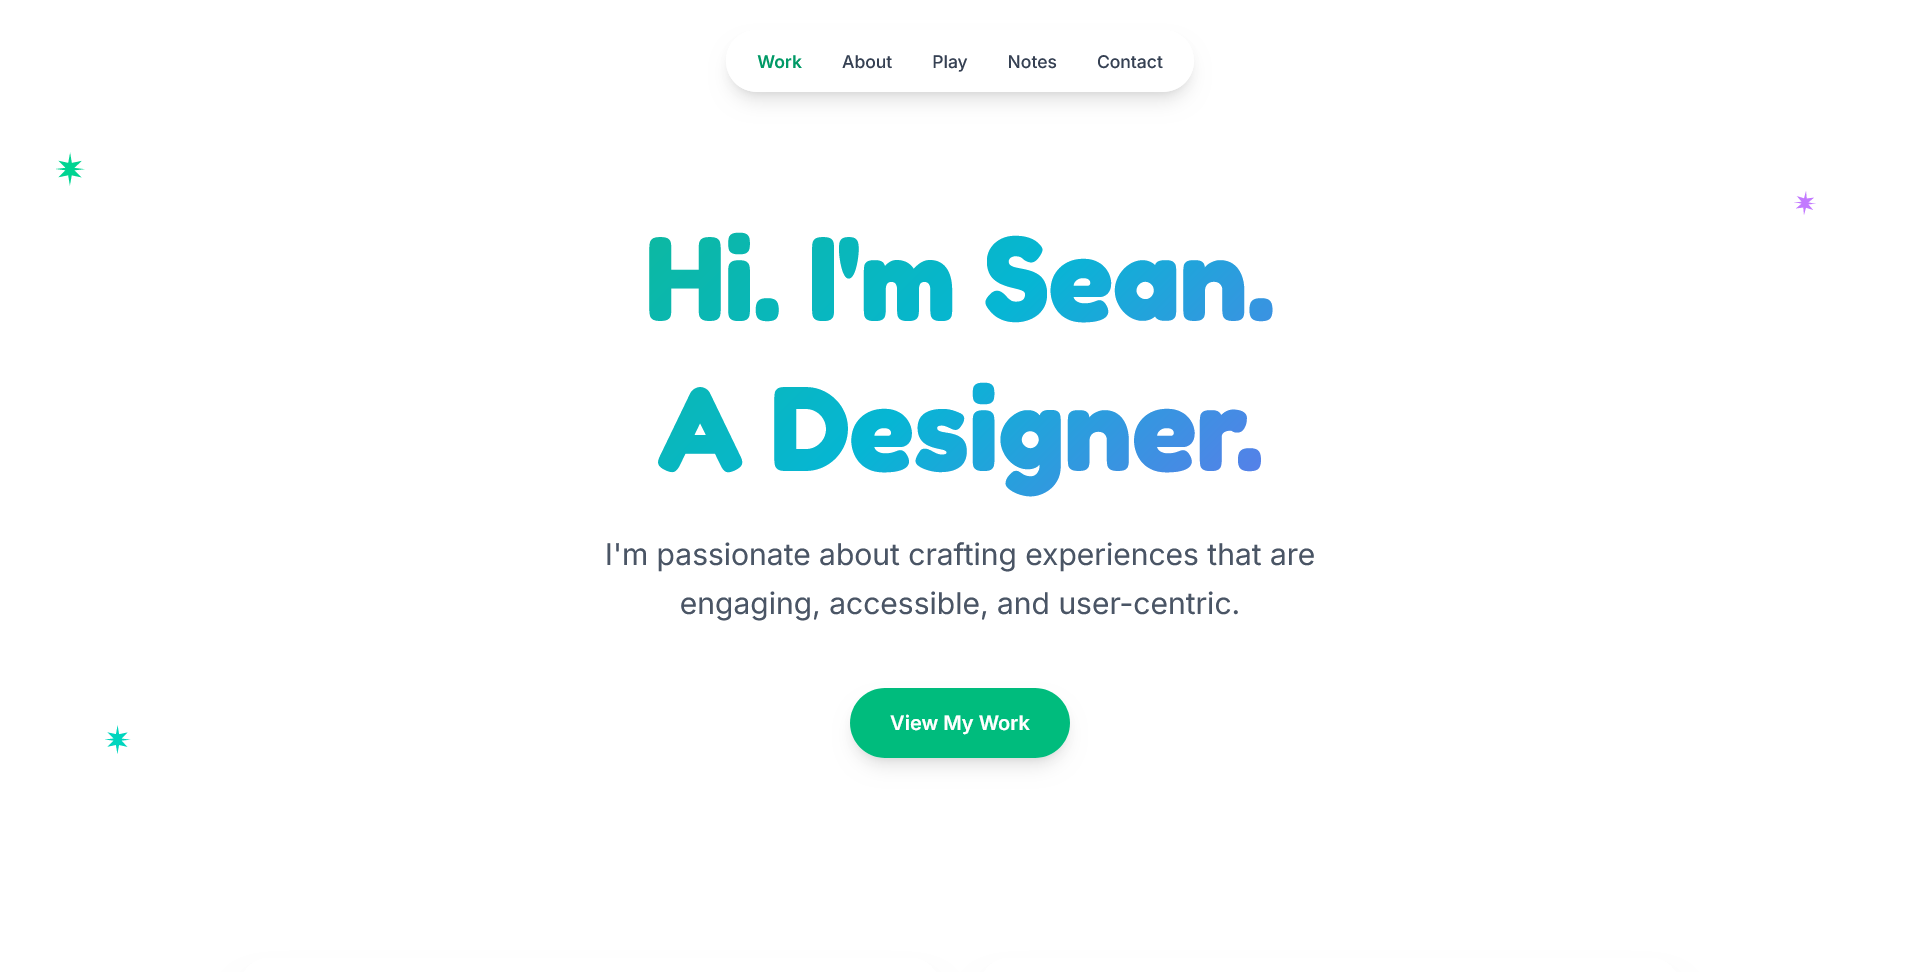 Work About Play Notes Contact
Hi. I'm Sean.
A Designer.
I'm passionate about crafting experiences that are
engaging, accessible, and user-centric.
View My Work